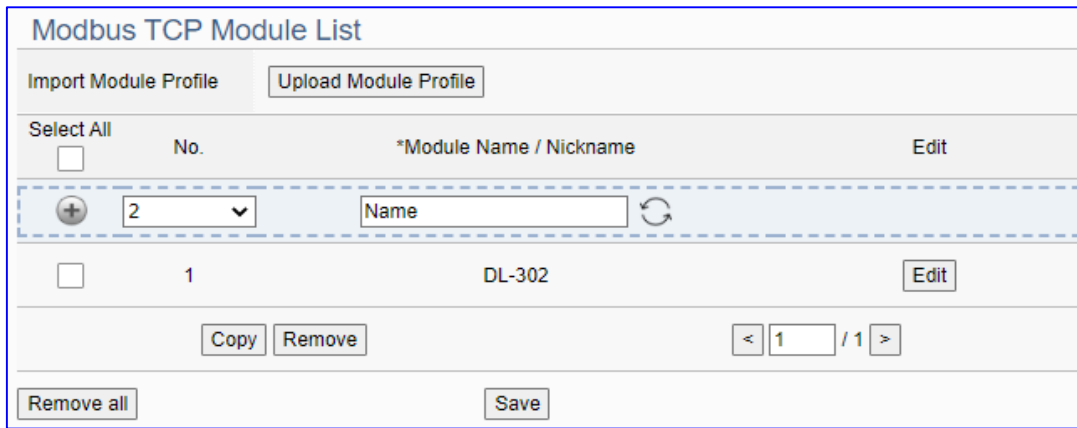 Modbus TCP Module List
Import Module Profile Upload Module Profile
Select All No. *Module Name / Nickname Edit
2 Name
1 DL-302 Edit
Copy Remove < 1 / 1 >
Remove all Save